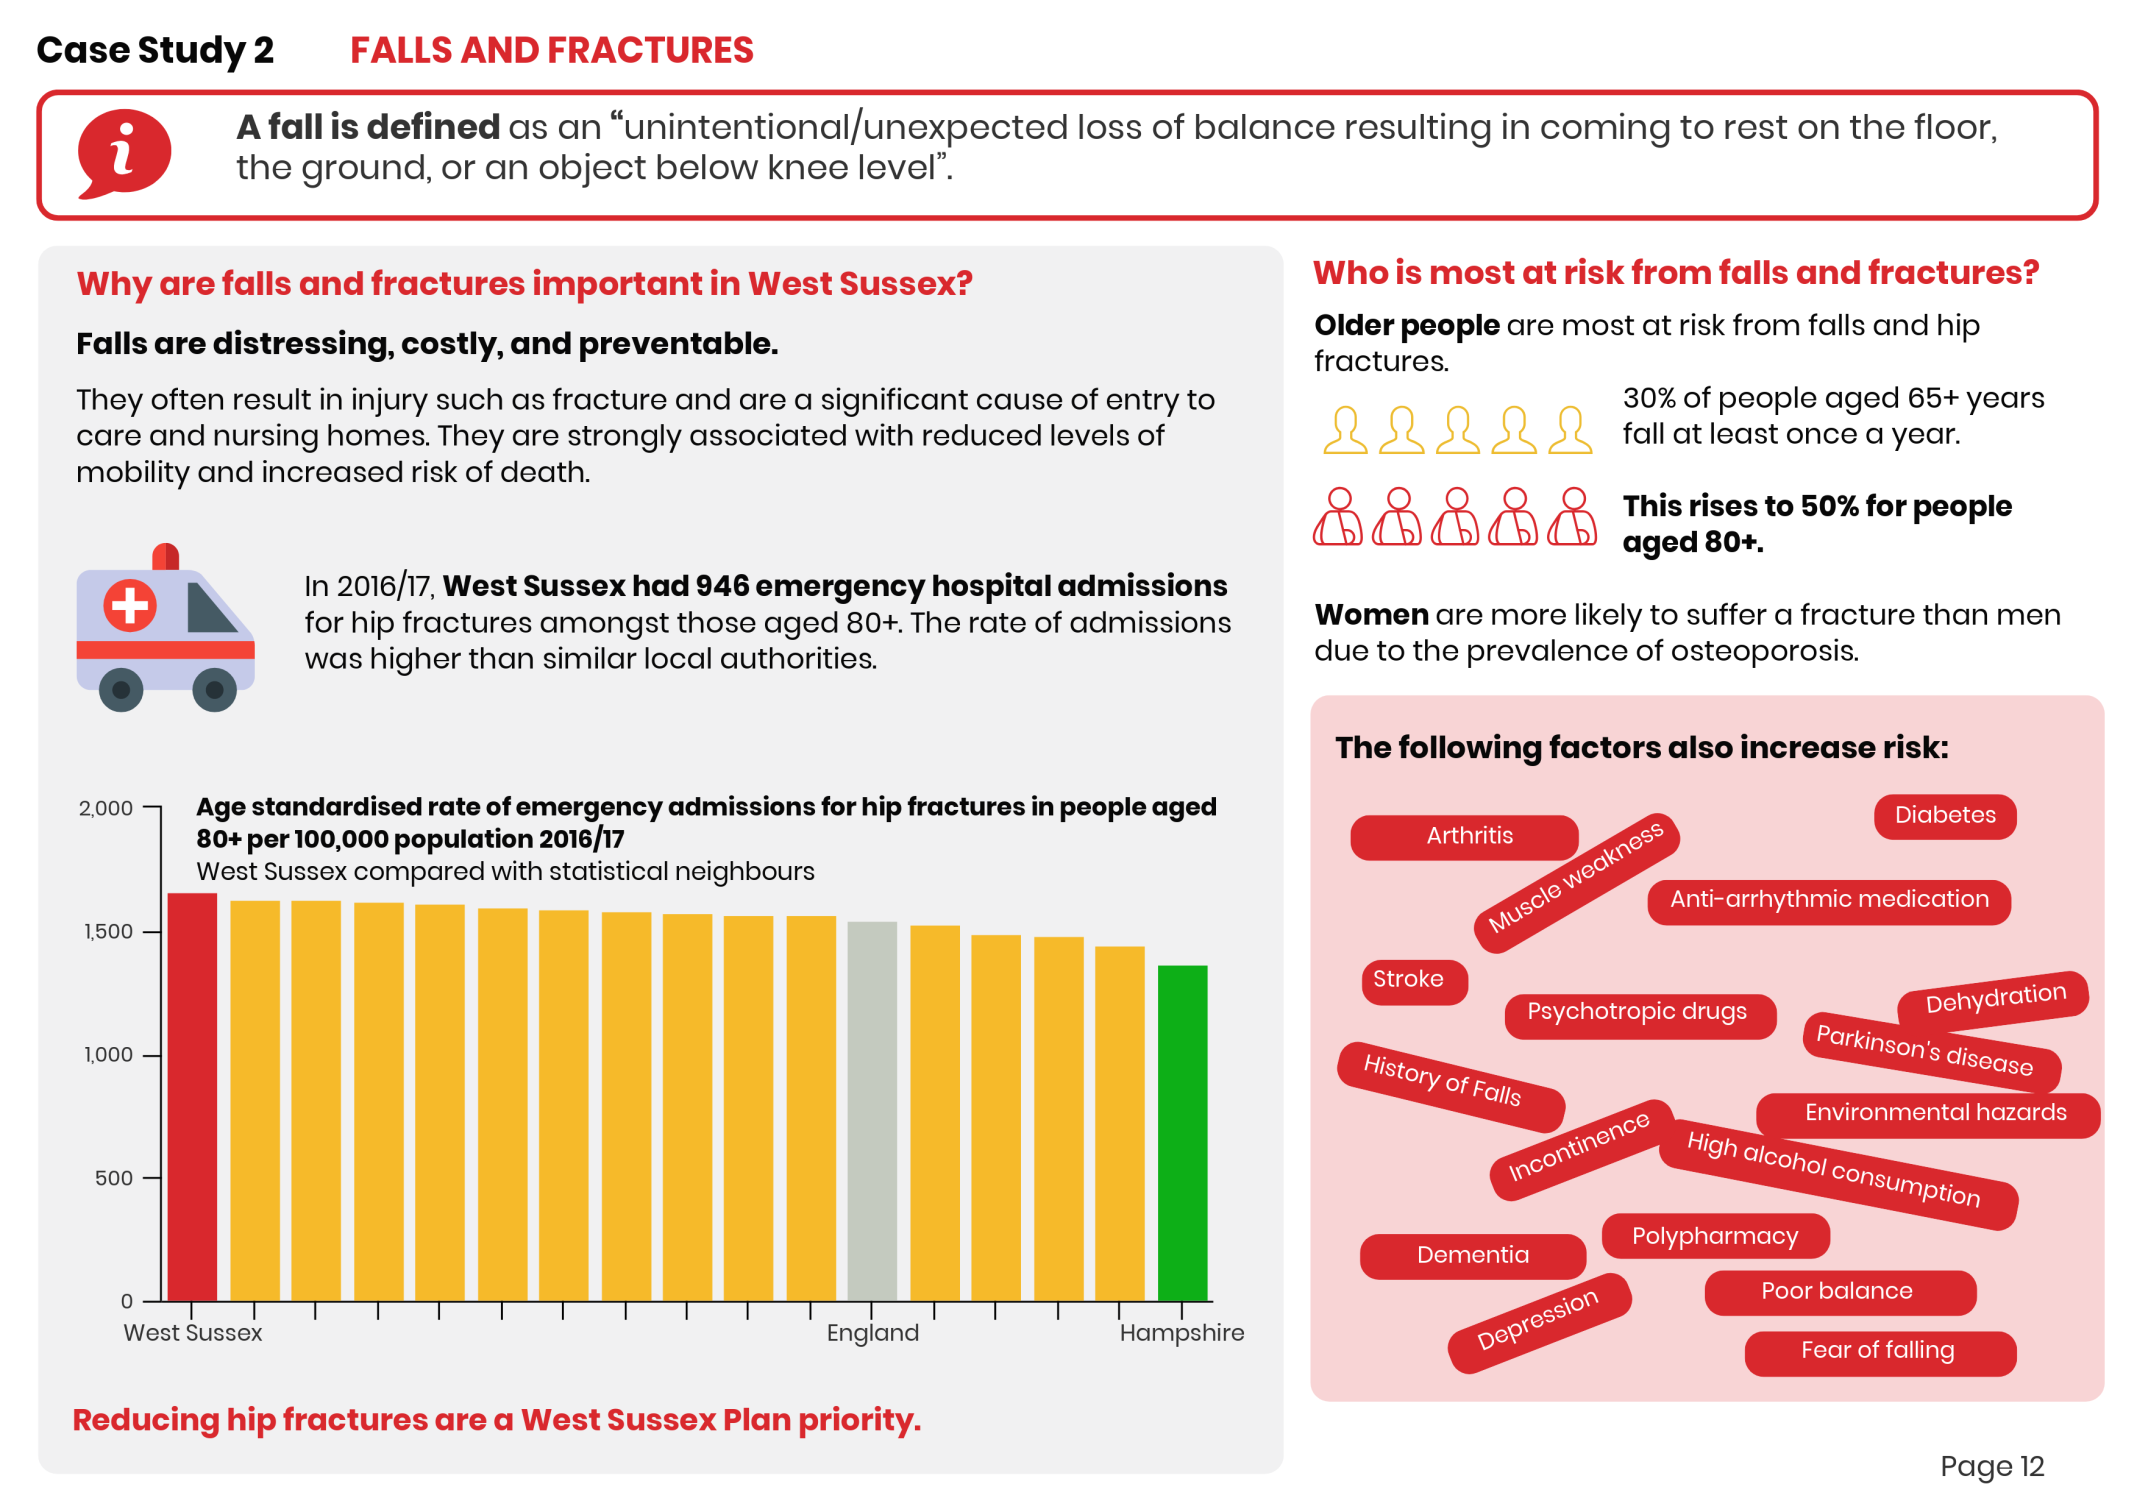 Case Study 2
FALLS AND FRACTURES
i
A fall is defined as an “unintentional/unexpected loss of balance resulting in coming to rest on the floor,
the ground, or an object below knee level”.
Why are falls and fractures important in West Sussex?
Falls are distressing, costly, and preventable.
They often result in injury such as fracture and are a significant cause of entry to
care and nursing homes. They are strongly associated with reduced levels of
mobility and increased risk of death.
In 2016/17, West Sussex had 946 emergency hospital admissions
for hip fractures amongst those aged 80+. The rate of admissions
was higher than similar local authorities.
Age standardised rate of emergency admissions for hip fractures in people aged
80+ per 100,000 population 2016/17
West Sussex compared with statistical neighbours
2,000
1,500
1,000
500
0
West Sussex
England
Hampshire
Reducing hip fractures are a West Sussex Plan priority.
Who is most at risk from falls and fractures?
Older people are most at risk from falls and hip
fractures.
30% of people aged 65+ years
fall at least once a year.
This rises to 50% for people
aged 80+.
Women are more likely to suffer a fracture than men
due to the prevalence of osteoporosis.
The following factors also increase risk:
Diabetes
Arthritis
Muscle weakness
Anti-arrhythmic medication
Stroke
Psychotropic drugs
Dehydration
Parkinson's disease
History of Falls
Environmental hazards
Incontinence
High alcohol consumption
Polypharmacy
Dementia
Poor balance
Depression
Fear of falling
Page 12